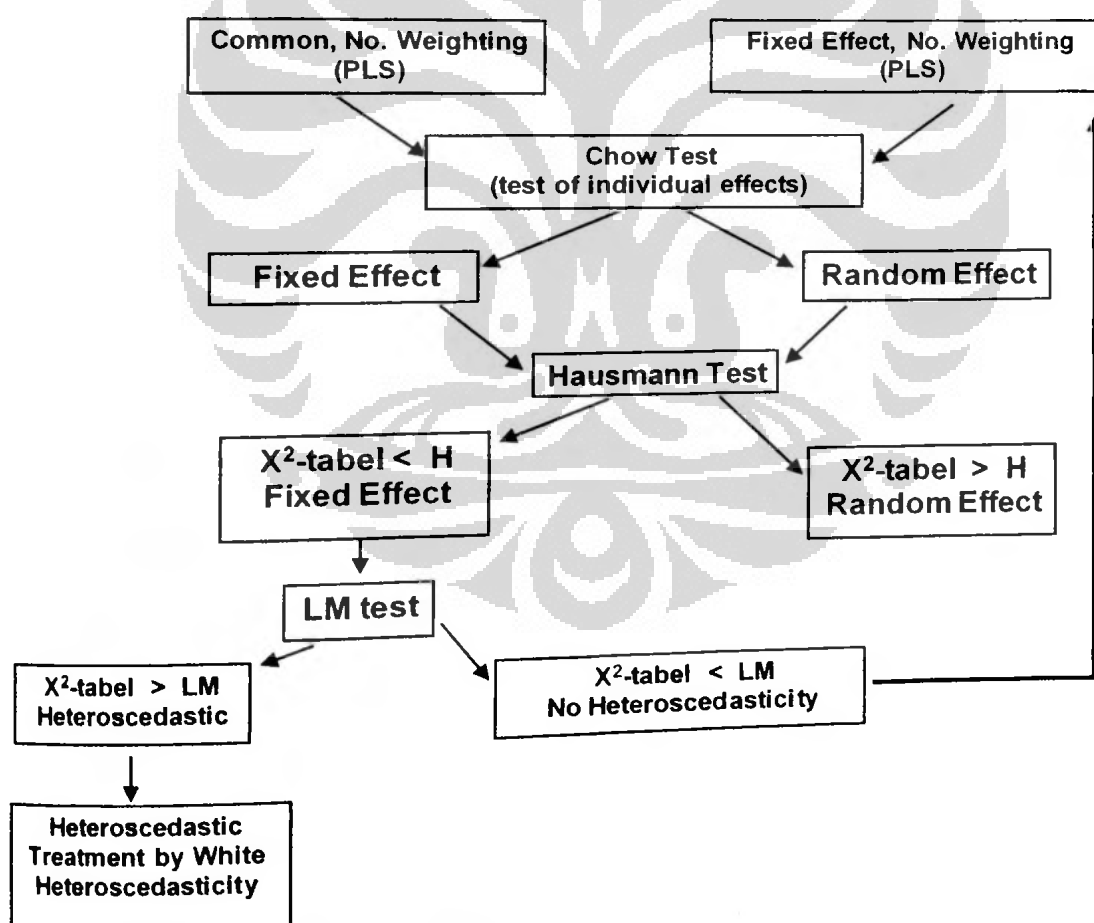 Common, No. Weighting
(PLS)
Fixed Effect, No. Weighting
(PLS)
Chow Test
(test of individual effects)
Fixed Effect
Random Effect
Hausmann Test
X²-tabel < H
Fixed Effect
X²-tabel > H
Random Effect
LM test
X²-tabel > LM
Heteroscedastic
X²-tabel < LM
No Heteroscedasticity
Heteroscedastic
Treatment by White
Heteroscedasticity